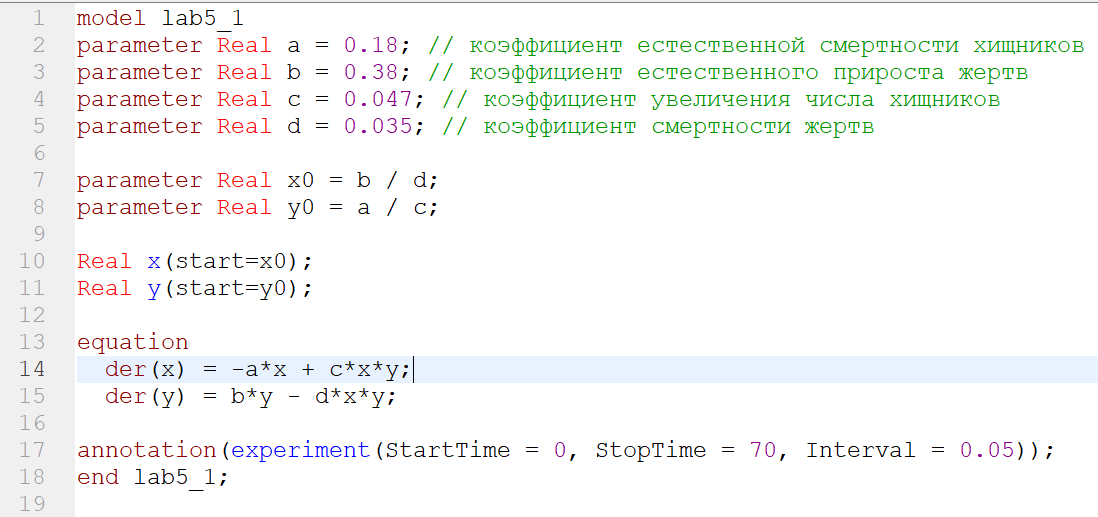 1 model lab5_1
2 parameter Real a = 0.18; // коэффициент естественной смертности хищников
3 parameter Real b = 0.38; // коэффициент естественного прироста жертв
4 parameter Real c = 0.047; // коэффициент увеличения числа хищников
5 parameter Real d = 0.035; // коэффициент смертности жертв
6
7 parameter Real x0 = b / d;
8 parameter Real y0 = a / c;
9
10 Real x(start=x0);
11 Real y(start=y0);
12
13 equation
14 der(x) = -a*x + c*x*y;
15 der(y) = b*y - d*x*y;
16
17 annotation(experiment(StartTime = 0, StopTime = 70, Interval = 0.05));
18 end lab5_1;
19